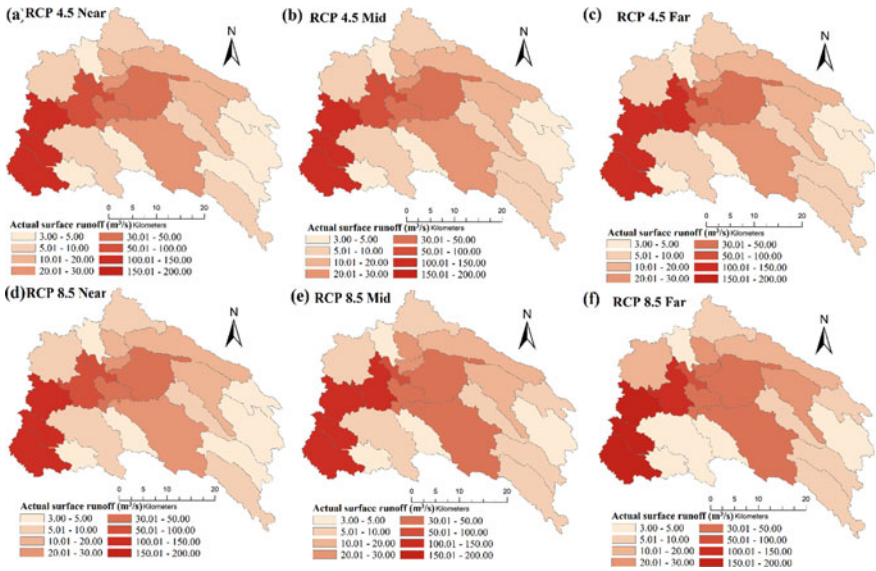 (a) RCP 4.5 Near
N
0 10 20
Kilometers
Actual surface runoff (m³/s)
3.00 - 5.00 30.01 - 50.00
5.01 - 10.00 50.01 - 100.00
10.01 - 20.00 100.01 - 150.00
20.01 - 30.00 150.01 - 200.00
(b) RCP 4.5 Mid
N
0 5 10 20
Kilometers
Actual surface runoff (m³/s)
3.00 - 5.00 30.01 - 50.00
5.01 - 10.00 50.01 - 100.00
10.01 - 20.00 100.01 - 150.00
20.01 - 30.00 150.01 - 200.00
(c) RCP 4.5 Far
N
0 5 10 20
Kilometers
Actual surface runoff (m³/s)
3.00 - 5.00 30.01 - 50.00
5.01 - 10.00 50.01 - 100.00
10.01 - 20.00 100.01 - 150.00
20.01 - 30.00 150.01 - 200.00
(d) RCP 8.5 Near
N
0 5 10 20
Kilometers
Actual surface runoff (m³/s)
3.00 - 5.00 30.01 - 50.00
5.01 - 10.00 50.01 - 100.00
10.01 - 20.00 100.01 - 150.00
20.01 - 30.00 150.01 - 200.00
(e) RCP 8.5 Mid
N
0 5 10 20
Kilometers
Actual surface runoff (m³/s)
3.00 - 5.00 30.01 - 50.00
5.01 - 10.00 50.01 - 100.00
10.01 - 20.00 100.01 - 150.00
20.01 - 30.00 150.01 - 200.00
(f) RCP 8.5 Far
N
0 5 10 20
Kilometers
Actual surface runoff (m³/s)
3.00 - 5.00 30.01 - 50.00
5.01 - 10.00 50.01 - 100.00
10.01 - 20.00 100.01 - 150.00
20.01 - 30.00 150.01 - 200.00